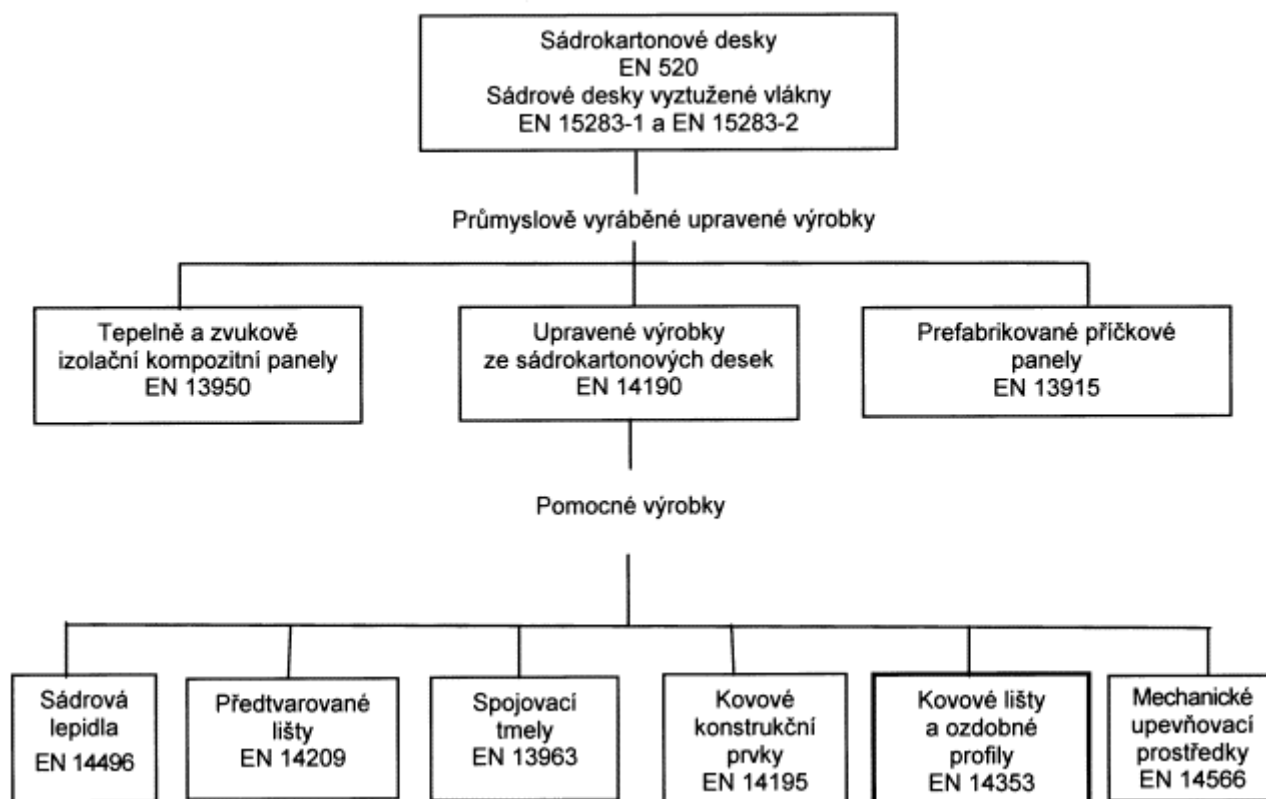 Sádrokartonové desky
EN 520
Sádrové desky vyztužené vlákny
EN 15283-1 a EN 15283-2
Průmyslově vyráběné upravené výrobky
Tepelně a zvukově
izolační kompozitní panely
EN 13950
Upravené výrobky
ze sádrokartonových desek
EN 14190
Prefabrikované příčkové
panely
EN 13915
Pomocné výrobky
Sádrová
lepidla
EN 14496
Předtvarované
lišty
EN 14209
Spojovací
tmely
EN 13963
Kovové
konstrukční
prvky
EN 14195
Kovové lišty
a ozdobné
profily
EN 14353
Mechanické
upevňovací
prostředky
EN 14566